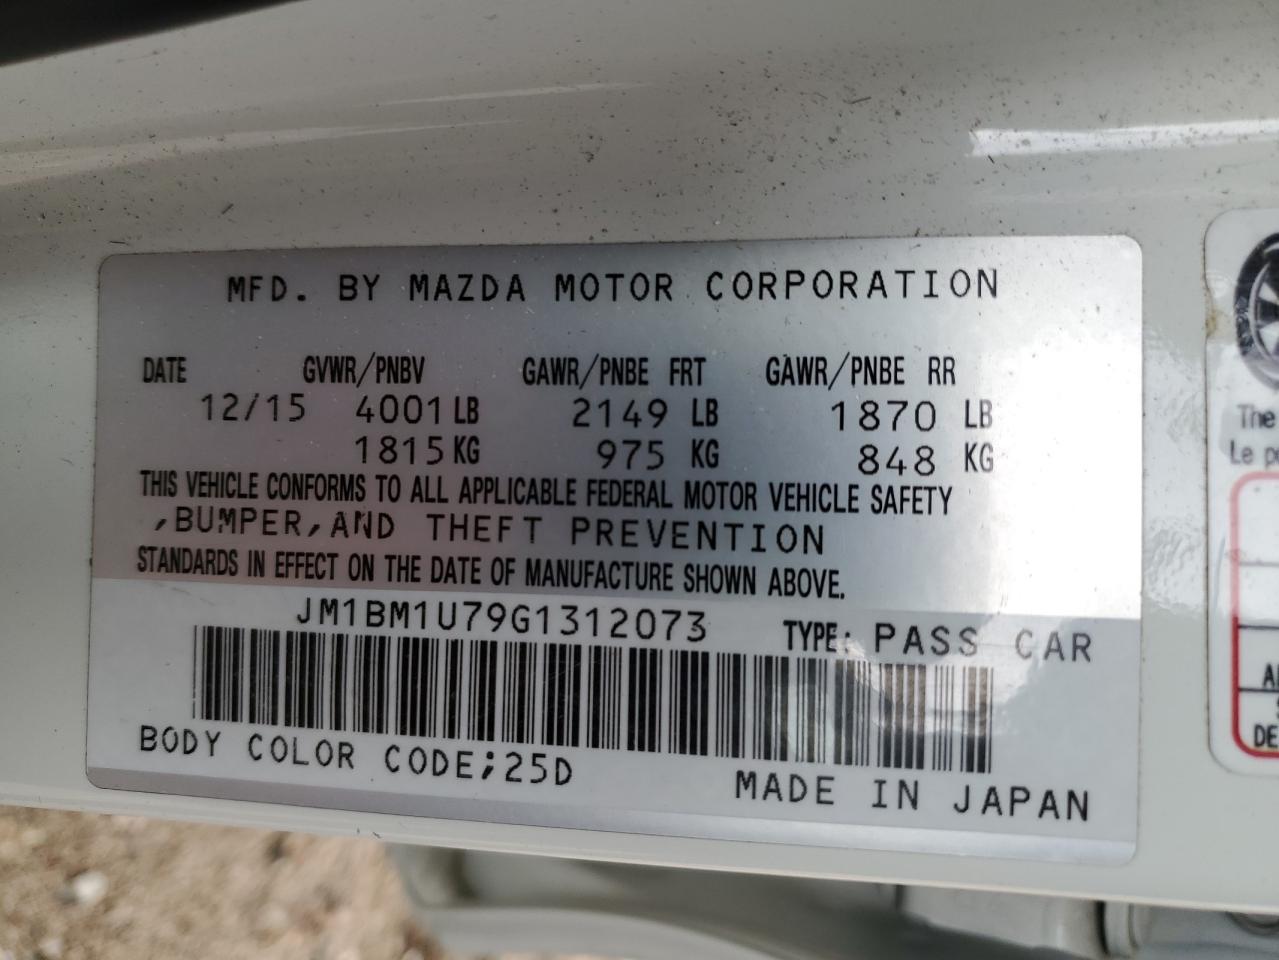 MFD. BY MAZDA MOTOR CORPORATION
DATE GVWR/PNBV GAWR/PNBE FRT GAWR/PNBE RR
12/15 4001 LB 2149 LB 1870 LB
1815 KG 975 KG 848 KG
THIS VEHICLE CONFORMS TO ALL APPLICABLE FEDERAL MOTOR VEHICLE SAFETY
,BUMPER,AND THEFT PREVENTION
STANDARDS IN EFFECT ON THE DATE OF MANUFACTURE SHOWN ABOVE.
JM1BM1U79G1312073 TYPE: PASS CAR
BODY COLOR CODE;25D
MADE IN JAPAN
The
Le